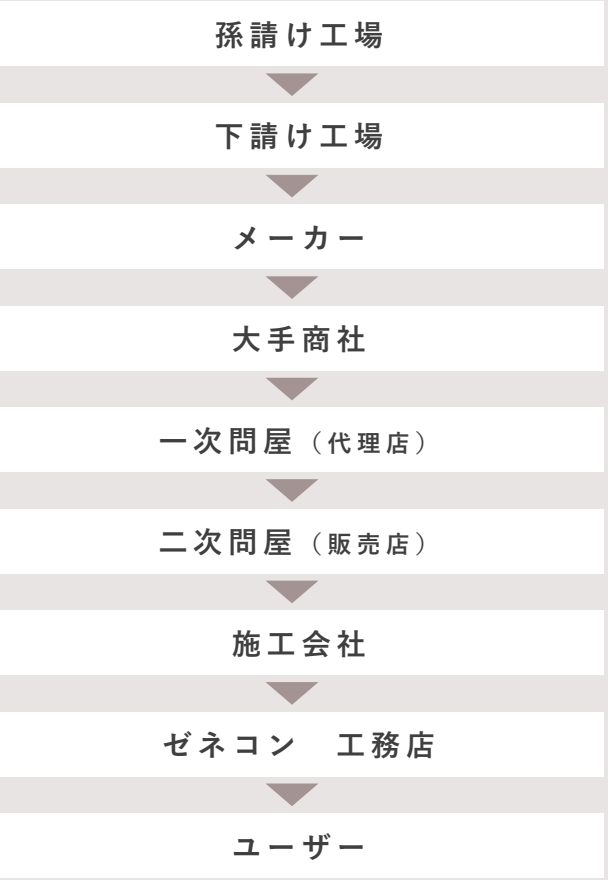 孫請け工場
下請け工場
メーカー
大手商社
一次問屋（代理店）
二次問屋（販売店）
施工会社
ゼネコン　工務店
ユーザー